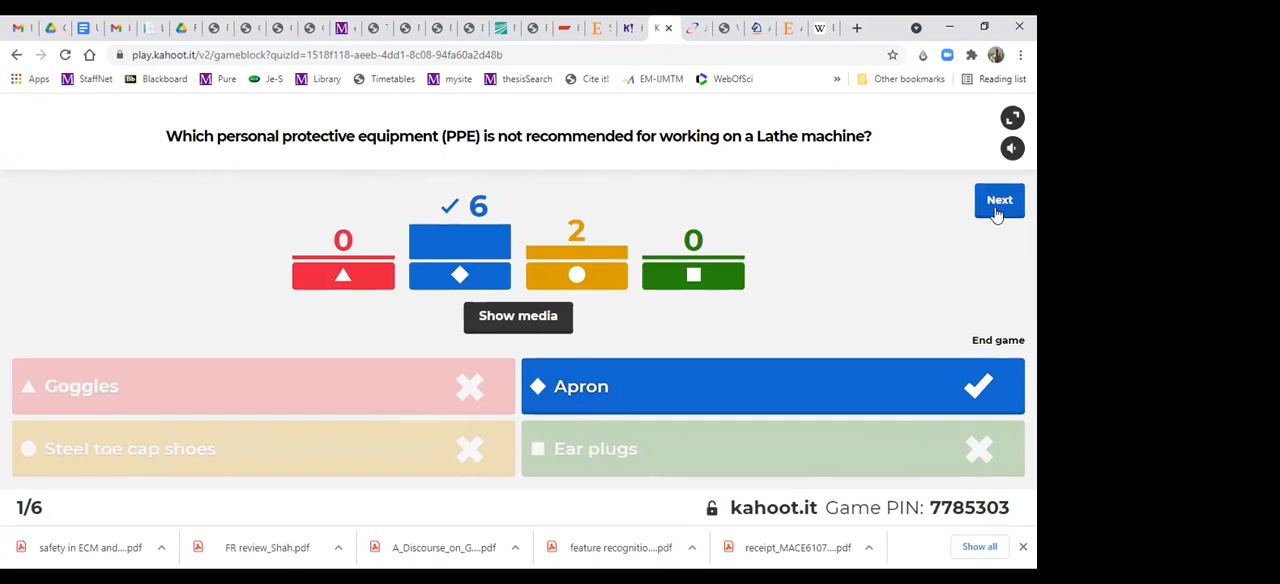 K!
K
W
play.kahoot.it/v2/gameblock?quizId=1518f118-aeeb-4dd1-8c08-94fa60a2d48b
Apps StaffNet Blackboard Pure Je-S Library Timetables mysite thesisSearch Cite it! EM-IJMTM WebOfSci » Other bookmarks Reading list
Which personal protective equipment (PPE) is not recommended for working on a Lathe machine?
Next
0 6 2 0
Show media
End game
Goggles
Apron
Steel toe cap shoes
Ear plugs
1/6
kahoot.it Game PIN: 7785303
safety in ECM and....pdf FR review_Shah.pdf A_Discourse_on_G....pdf feature recognitio....pdf receipt_MACE6107....pdf Show all